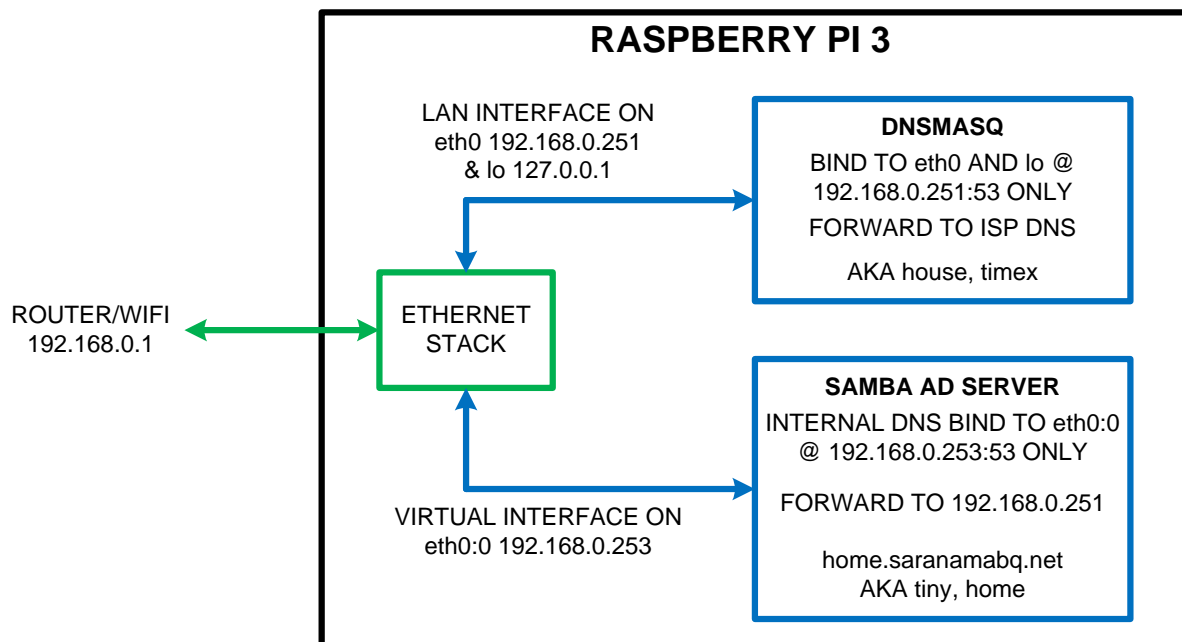 RASPBERRY PI 3
LAN INTERFACE ON
eth0 192.168.0.251
& lo 127.0.0.1
DNSMASQ
BIND TO eth0 AND lo @
192.168.0.251:53 ONLY
FORWARD TO ISP DNS
AKA house, timex
ROUTER/WIFI
192.168.0.1
ETHERNET
STACK
SAMBA AD SERVER
INTERNAL DNS BIND TO eth0:0
@ 192.168.0.253:53 ONLY
FORWARD TO 192.168.0.251
home.saranamabq.net
AKA tiny, home
VIRTUAL INTERFACE ON
eth0:0 192.168.0.253